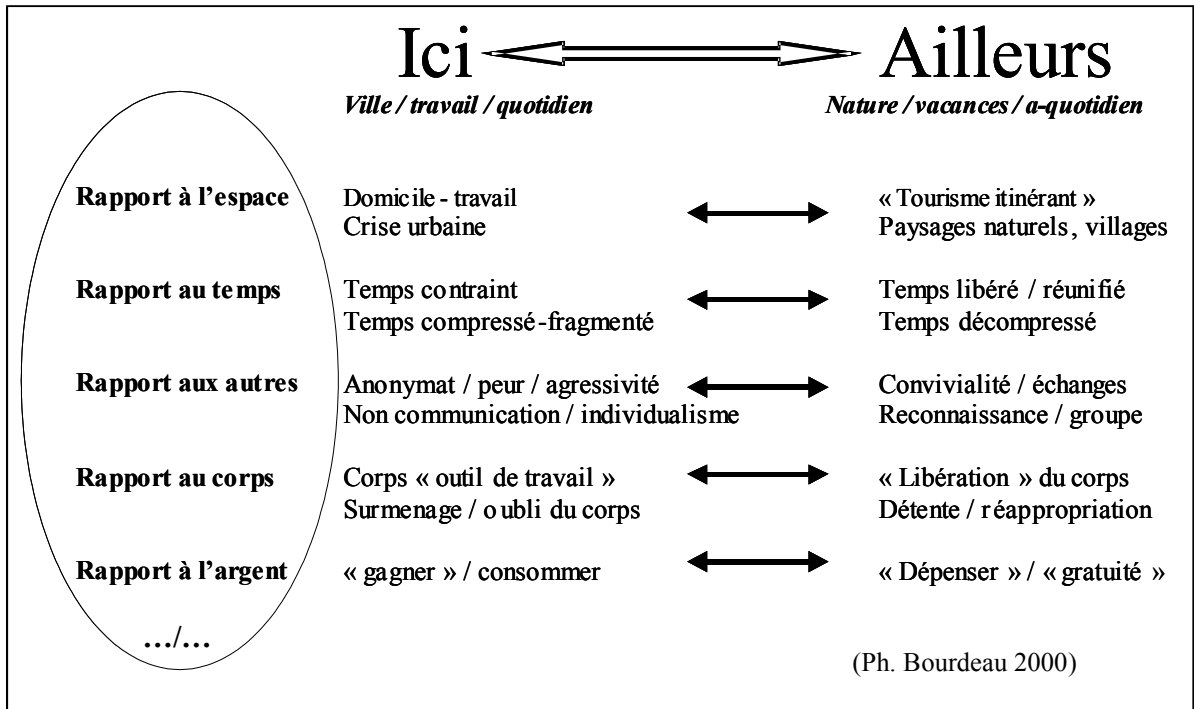 Ici Ailleurs
Ville / travail / quotidien Nature / vacances / a-quotidien
Rapport à l’espace Domicile - travail « Tourisme itinérant »
Crise urbaine Paysages naturels, villages
Rapport au temps Temps contraint Temps libéré / réunifié
Temps compressé-fragmenté Temps décompressé
Rapport aux autres Anonymat / peur / agressivité Convivialité / échanges
Non communication / individualisme Reconnaissance / groupe
Rapport au corps Corps « outil de travail » « Libération » du corps
Surmenage / oubli du corps Détente / réappropriation
Rapport à l’argent « gagner » / consommer « Dépenser » / « gratuité »
…/…
(Ph. Bourdeau 2000)